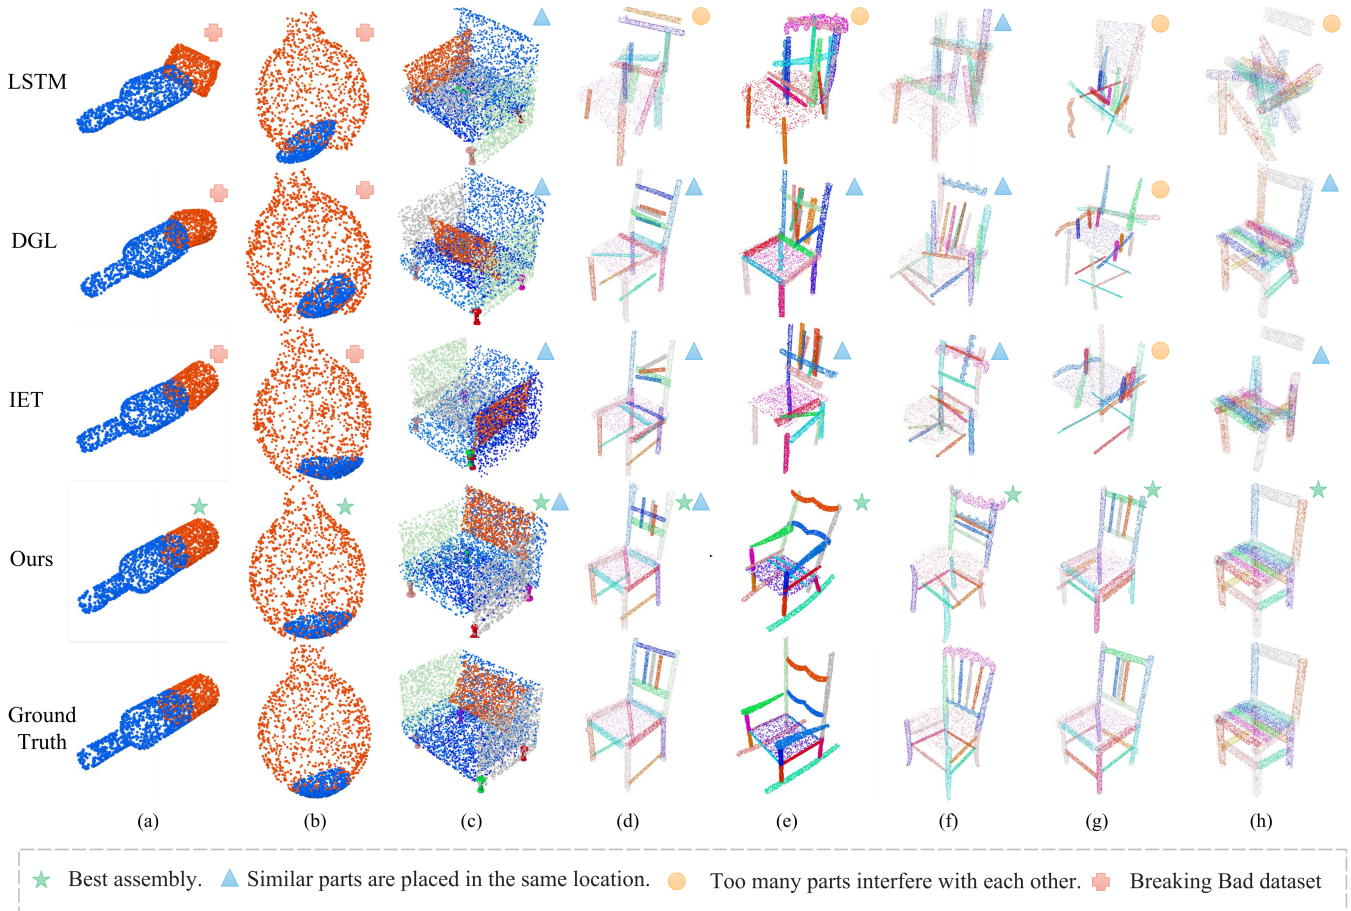 LSTM
DGL
IET
Ours
Ground
Truth
(a) (b) (c) (d) (e) (f) (g) (h)
Best assembly. Similar parts are placed in the same location. Too many parts interfere with each other. Breaking Bad dataset